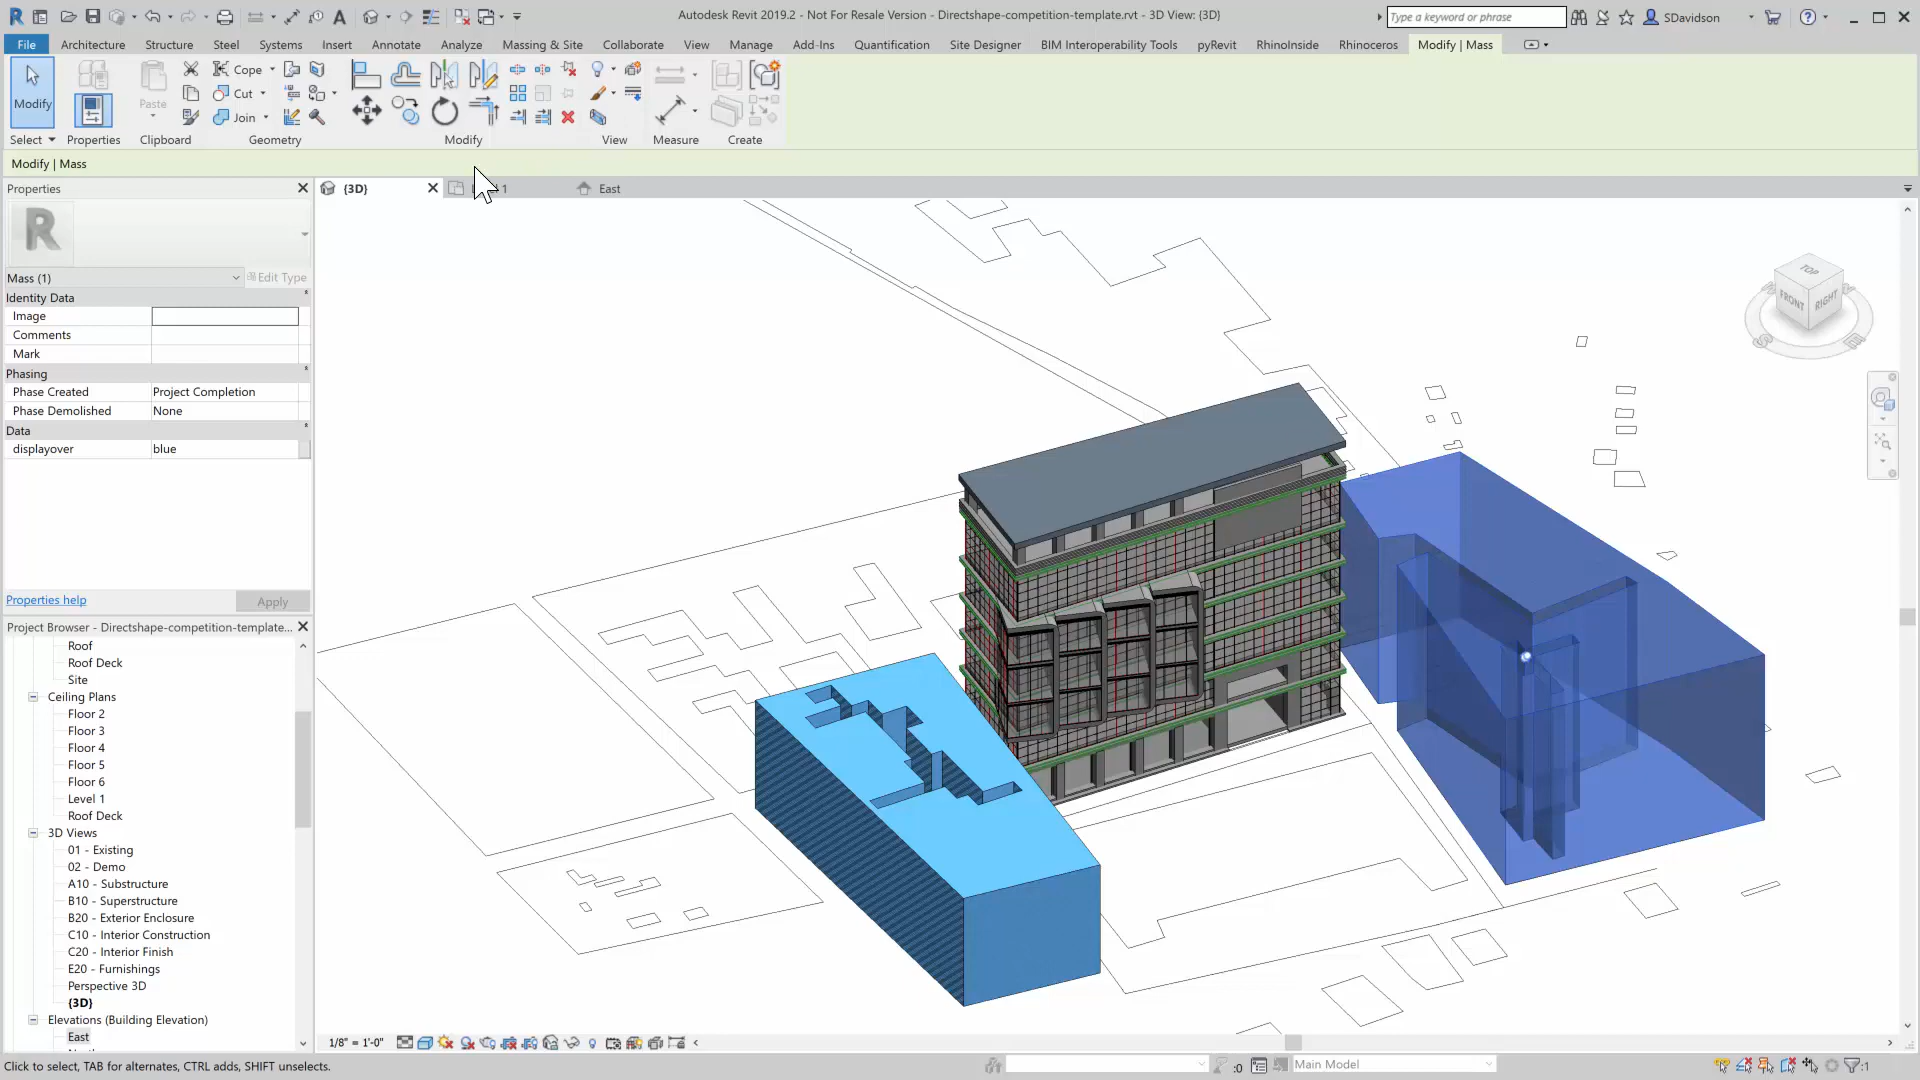 Autodesk Revit 2019.2 - Not For Resale Version - Directshape-competition-template.rvt - 3D View: {3D}
Type a keyword or phrase
SDavidson
File Architecture Structure Steel Systems Insert Annotate Analyze Massing & Site Collaborate View Manage Add-Ins Quantification Site Designer BIM Interoperability Tools pyRevit RhinoInside Rhinoceros Modify | Mass
Modify
Paste
Cope
Cut
Join
Select Properties Clipboard Geometry Modify View Measure Create
Modify | Mass
Properties
{3D}
1
East
R
Mass (1)
Edit Type
Identity Data
Image
Comments
Mark
Phasing
Phase Created Project Completion
Phase Demolished None
Data
displayover blue
Properties help
Apply
Project Browser - Directshape-competition-template...
Roof
Roof Deck
Site
Ceiling Plans
Floor 2
Floor 3
Floor 4
Floor 5
Floor 6
Level 1
Roof Deck
3D Views
01 - Existing
02 - Demo
A10 - Substructure
B10 - Superstructure
B20 - Exterior Enclosure
C10 - Interior Construction
C20 - Interior Finish
E20 - Furnishings
Perspective 3D
{3D}
Elevations (Building Elevation)
East
TOP
FRONT
RIGHT
S
E
1/8" = 1'-0"
Click to select, TAB for alternates, CTRL adds, SHIFT unselects.
:0
Main Model
:1